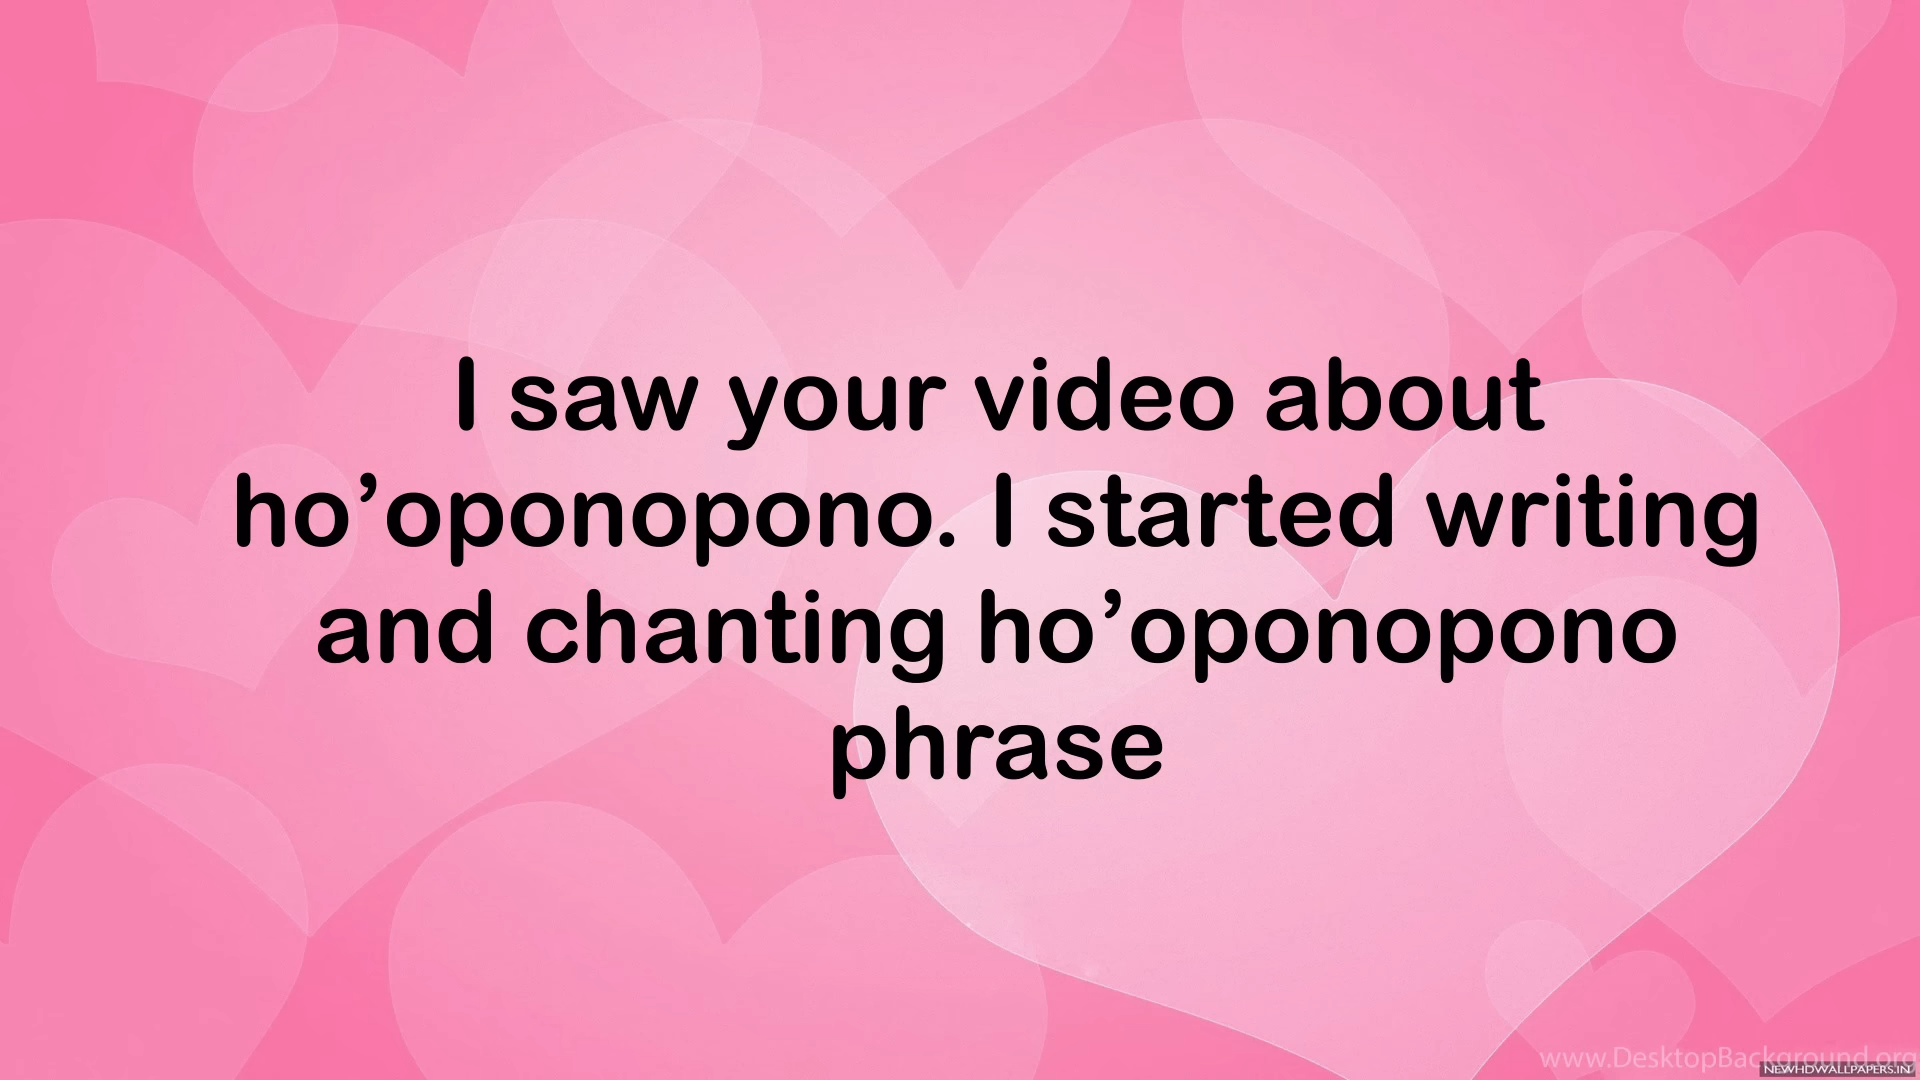 I saw your video about
ho’oponopono. I started writing
and chanting ho’oponopono
phrase
www.DesktopBackground.org
NEWHDWALLPAPERS.IN